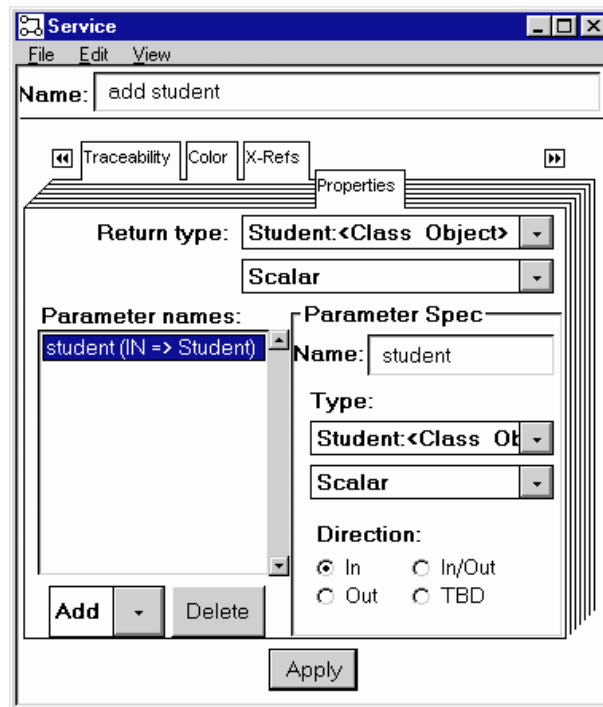 Service
File Edit View
Name: add student
Traceability Color X-Refs
Properties
Return type: Student:<Class Object>
Scalar
Parameter names: Parameter Spec
student (IN => Student)
Name: student
Type:
Student:<Class Ob
Scalar
Direction:
In In/Out
Out TBD
Add Delete
Apply